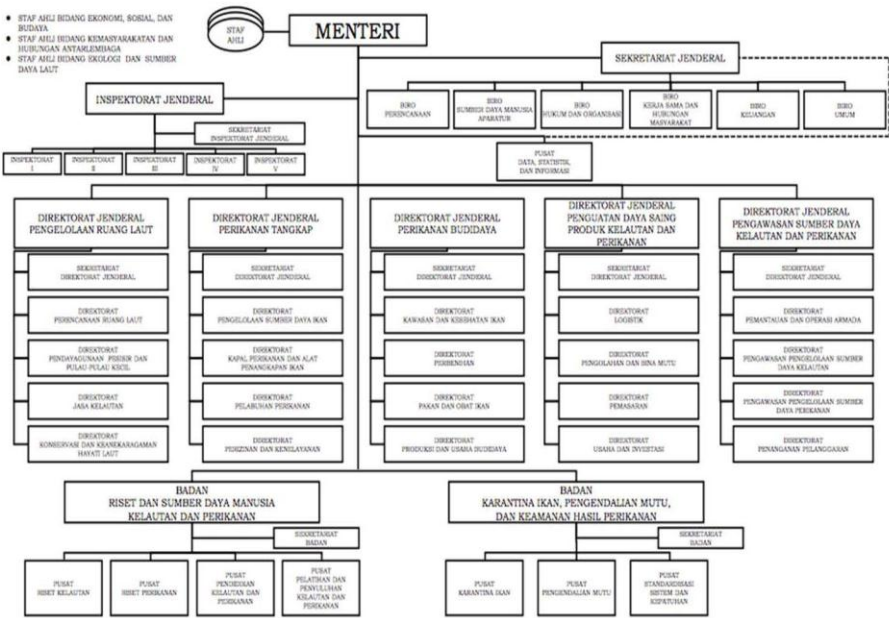 STAF AHLI BIDANG EKONOMI, SOSIAL, DAN
BUDAYA
STAF AHLI BIDANG KEMASYARAKATAN DAN
HUBUNGAN ANTARLEMBAGA
STAF AHLI BIDANG EKOLOGI DAN SUMBER
DAYA LAUT
STAF
AHLI
MENTERI
SEKRETARIAT JENDERAL
BIRO
PERENCANAAN
BIRO
SUMBER DAYA MANUSIA
APARATUR
BIRO
HUKUM DAN ORGANISASI
BIRO
KERJA SAMA DAN
HUBUNGAN
MASYARAKAT
BIRO
KEUANGAN
BIRO
UMUM
INSPEKTORAT JENDERAL
SEKRETARIAT
INSPEKTORAT JENDERAL
INSPEKTORAT
I
INSPEKTORAT
II
INSPEKTORAT
III
INSPEKTORAT
IV
INSPEKTORAT
V
PUSAT
DATA, STATISTIK,
DAN INFORMASI
DIREKTORAT JENDERAL
PENGELOLAAN RUANG LAUT
SEKRETARIAT
DIREKTORAT JENDERAL
DIREKTORAT
PERENCANAAN RUANG LAUT
DIREKTORAT
PENDAYAGUNAAN PESISIR DAN
PULAU-PULAU KECIL
DIREKTORAT
JASA KELAUTAN
DIREKTORAT
KONSERVASI DAN KEANEKARAGAMAN
HAYATI LAUT
DIREKTORAT JENDERAL
PERIKANAN TANGKAP
SEKRETARIAT
DIREKTORAT JENDERAL
DIREKTORAT
PENGELOLAAN SUMBER DAYA IKAN
DIREKTORAT
KAPAL PERIKANAN DAN ALAT
PENANGKAPAN IKAN
DIREKTORAT
PELABUHAN PERIKANAN
DIREKTORAT
PERIZINAN DAN KENELAYANAN
DIREKTORAT JENDERAL
PERIKANAN BUDIDAYA
SEKRETARIAT
DIREKTORAT JENDERAL
DIREKTORAT
KAWASAN DAN KESEHATAN IKAN
DIREKTORAT
PERBENIHAN
DIREKTORAT
PAKAN DAN OBAT IKAN
DIREKTORAT
PRODUKSI DAN USAHA BUDIDAYA
DIREKTORAT JENDERAL
PENGUATAN DAYA SAING
PRODUK KELAUTAN DAN
PERIKANAN
SEKRETARIAT
DIREKTORAT JENDERAL
DIREKTORAT
LOGISTIK
DIREKTORAT
PENGOLAHAN DAN BINA MUTU
DIREKTORAT
PEMASARAN
DIREKTORAT
USAHA DAN INVESTASI
DIREKTORAT JENDERAL
PENGAWASAN SUMBER DAYA
KELAUTAN DAN PERIKANAN
SEKRETARIAT
DIREKTORAT JENDERAL
DIREKTORAT
PEMANTAUAN DAN OPERASI ARMADA
DIREKTORAT
PENGAWASAN PENGELOLAAN SUMBER
DAYA KELAUTAN
DIREKTORAT
PENGAWASAN PENGELOLAAN SUMBER
DAYA PERIKANAN
DIREKTORAT
PENANGANAN PELANGGARAN
BADAN
RISET DAN SUMBER DAYA MANUSIA
KELAUTAN DAN PERIKANAN
SEKRETARIAT
BADAN
PUSAT
RISET KELAUTAN
PUSAT
RISET PERIKANAN
PUSAT
PENDIDIKAN
KELAUTAN DAN
PERIKANAN
PUSAT
PELATIHAN DAN
PENYULUHAN
KELAUTAN DAN
PERIKANAN
BADAN
KARANTINA IKAN, PENGENDALIAN MUTU,
DAN KEAMANAN HASIL PERIKANAN
SEKRETARIAT
BADAN
PUSAT
KARANTINA IKAN
PUSAT
PENGENDALIAN MUTU
PUSAT
STANDARDISASI
SISTEM DAN
KEPATUHAN